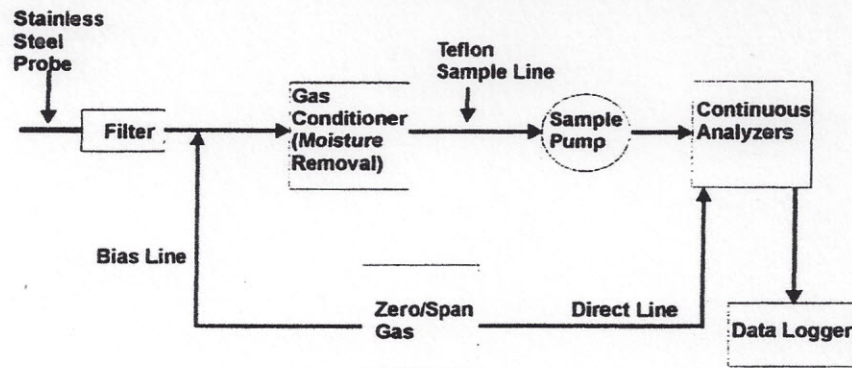 Stainless
Steel
Probe
Filter
Gas
Conditioner
(Moisture
Removal)
Teflon
Sample Line
Sample
Pump
Continuous
Analyzers
Bias Line
Zero/Span
Gas
Direct Line
Data Logger